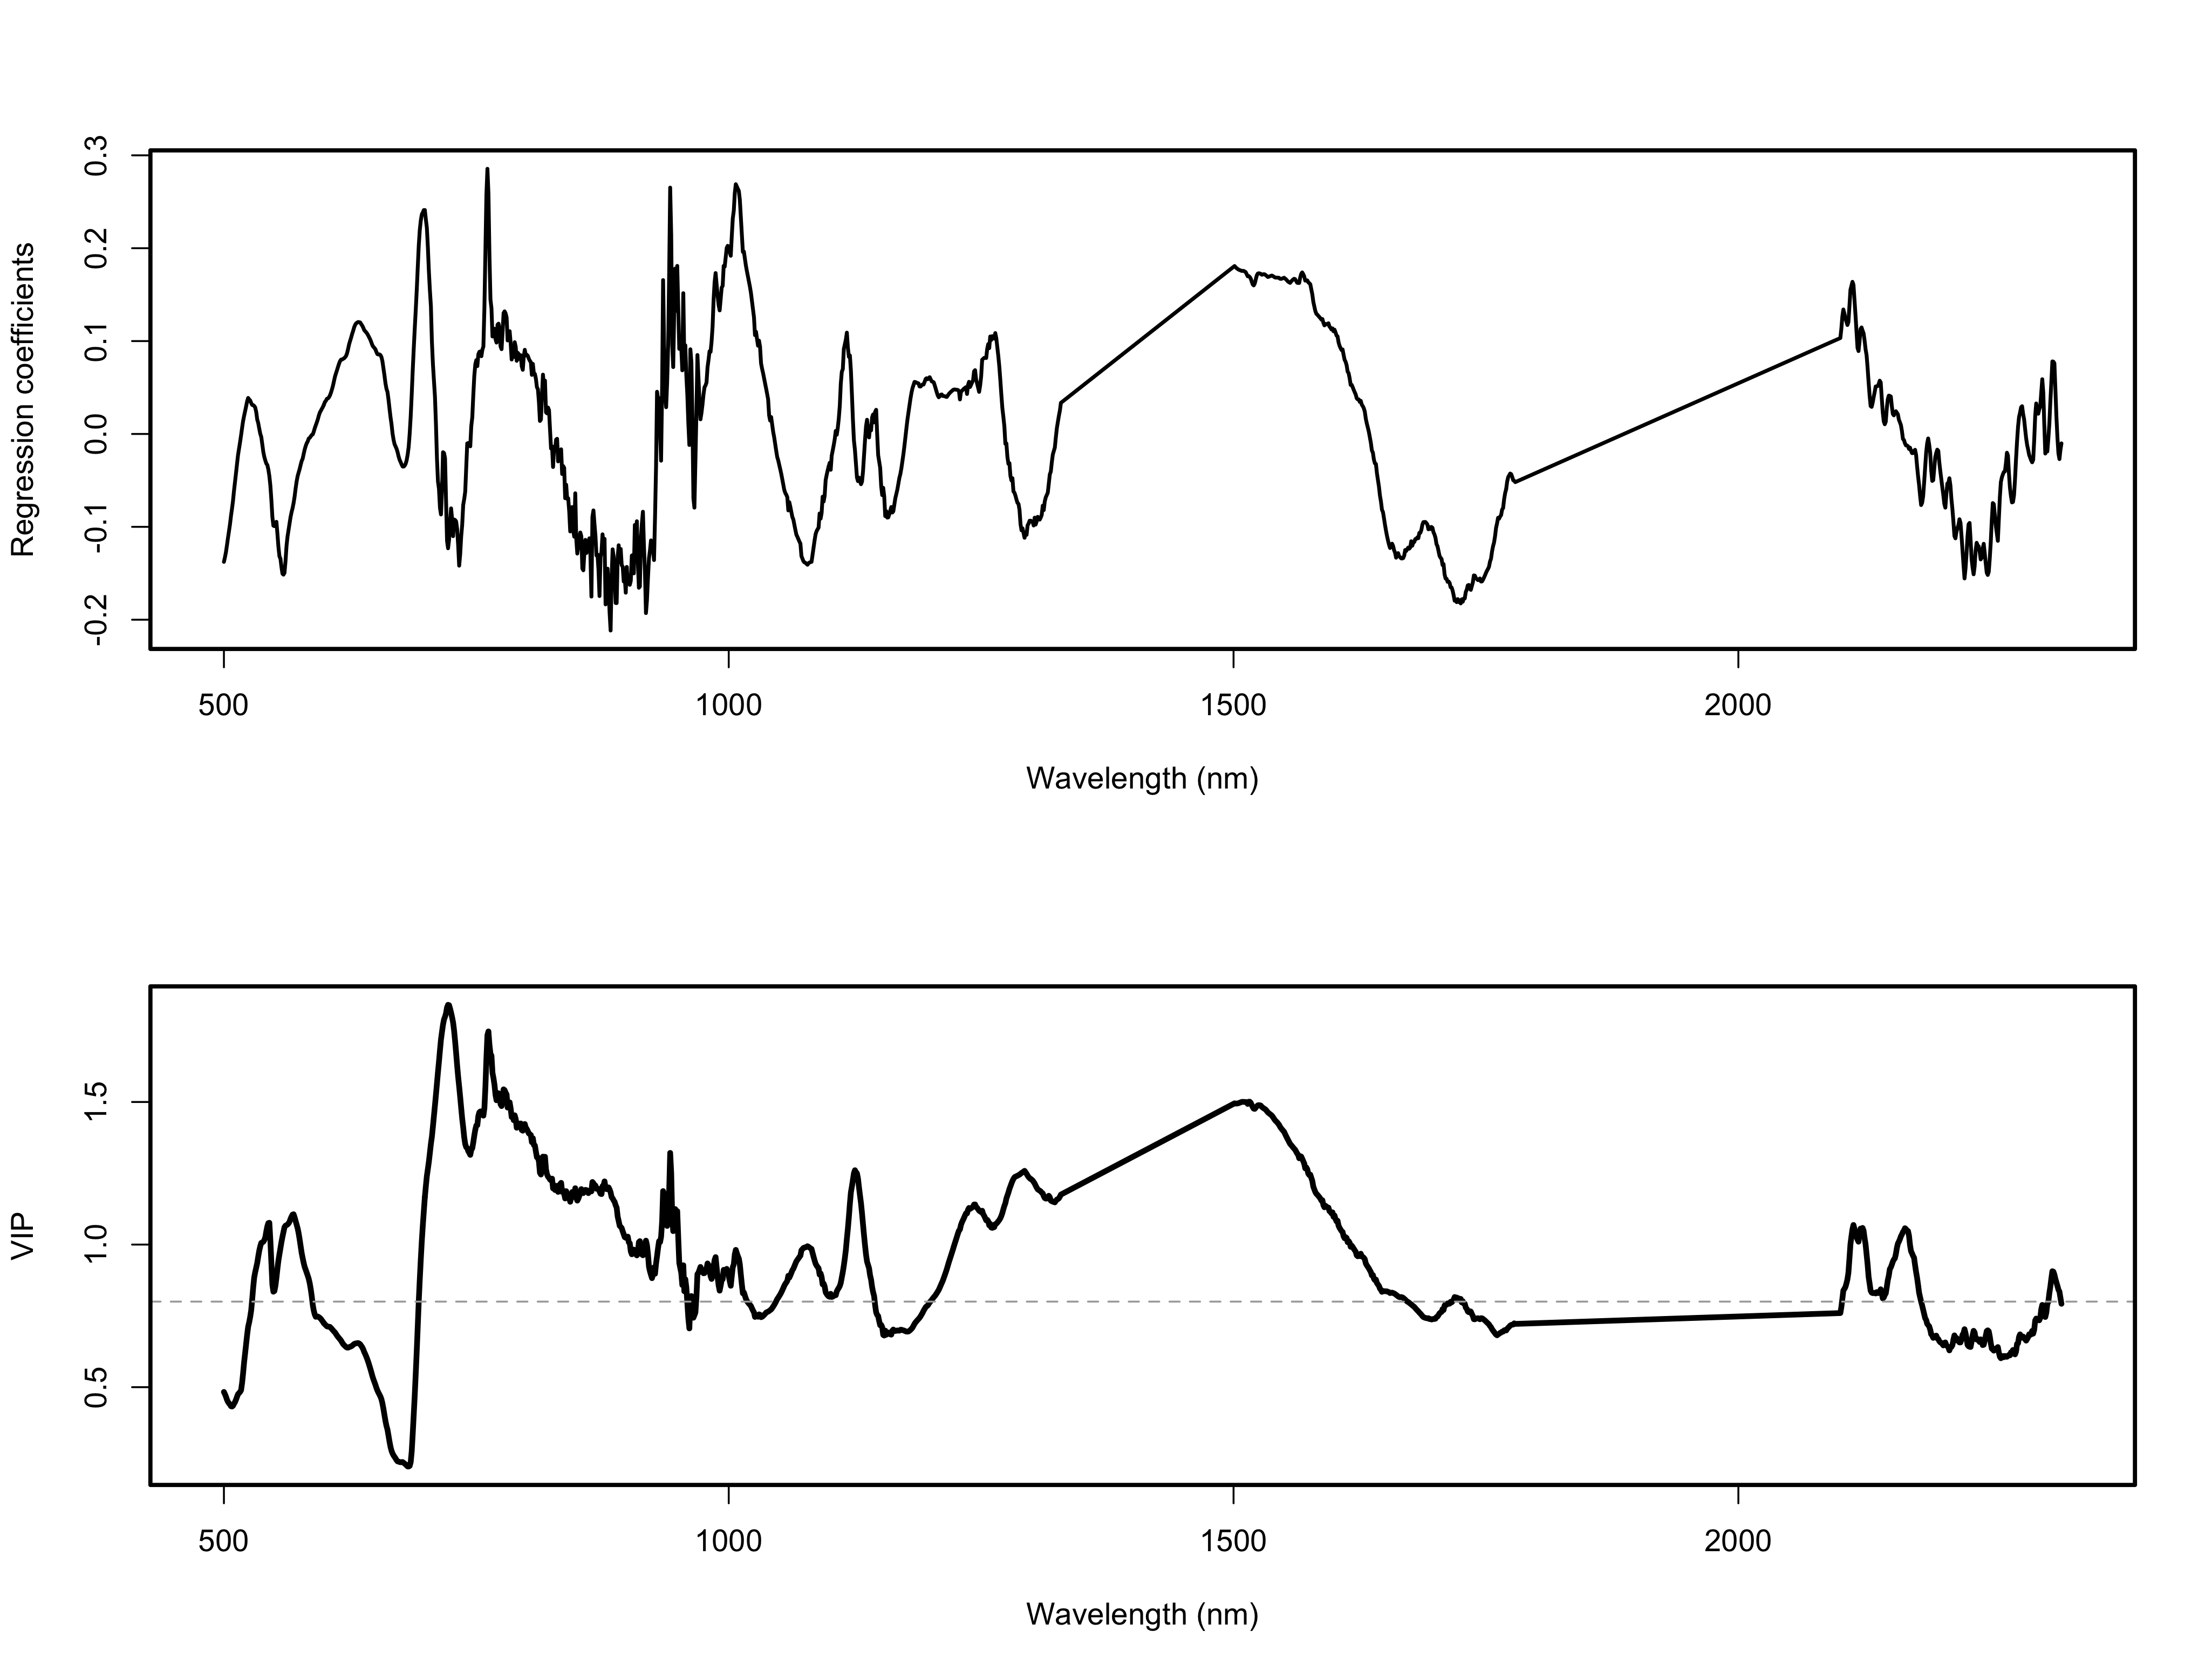 Regression coefficients
0.3
0.2
0.1
0.0
-0.1
-0.2
500 1000 1500 2000
Wavelength (nm)
VIP
1.5
1.0
0.5
500 1000 1500 2000
Wavelength (nm)